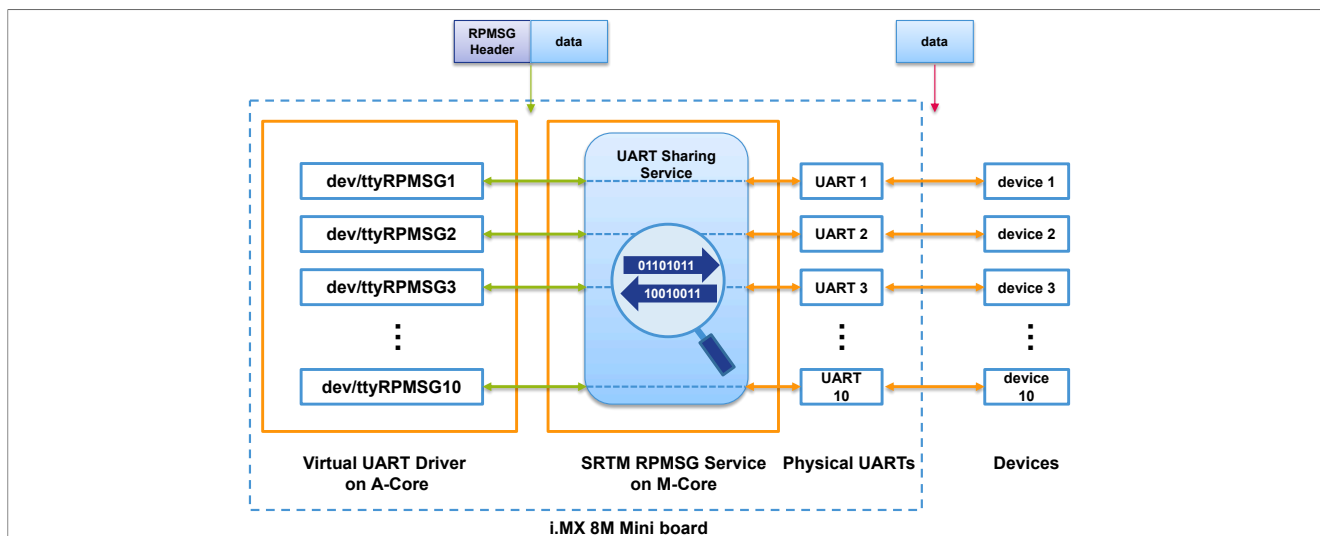 RPMSG
Header
data
data
UART Sharing
Service
dev/ttyRPMSG1
UART 1
device 1
dev/ttyRPMSG2
UART 2
device 2
01101011
dev/ttyRPMSG3
10010011
UART 3
device 3
dev/ttyRPMSG10
UART
10
device
10
Virtual UART Driver
on A-Core
SRTM RPMSG Service
on M-Core
Physical UARTs
Devices
i.MX 8M Mini board